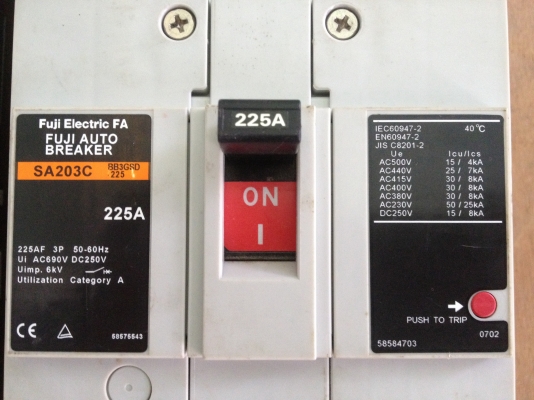 Fuji Electric FA
FUJI AUTO
BREAKER
SA203C BB3GSD
225
225A
225AF 3P 50-60Hz
Ui AC690V DC250V
Uimp. 6kV
Utilization Category A
CE
225A
ON
I
IEC60947-2 40℃
EN60947-2
JIS C8201-2
Ue Icu/Ics
AC500V 15/ 4kA
AC440V 25/ 7kA
AC415V 30/ 8kA
AC400V 30/ 8kA
AC380V 30/ 8kA
AC230V 50/25kA
DC250V 15/ 8kA
PUSH TO TRIP
0702
58584703